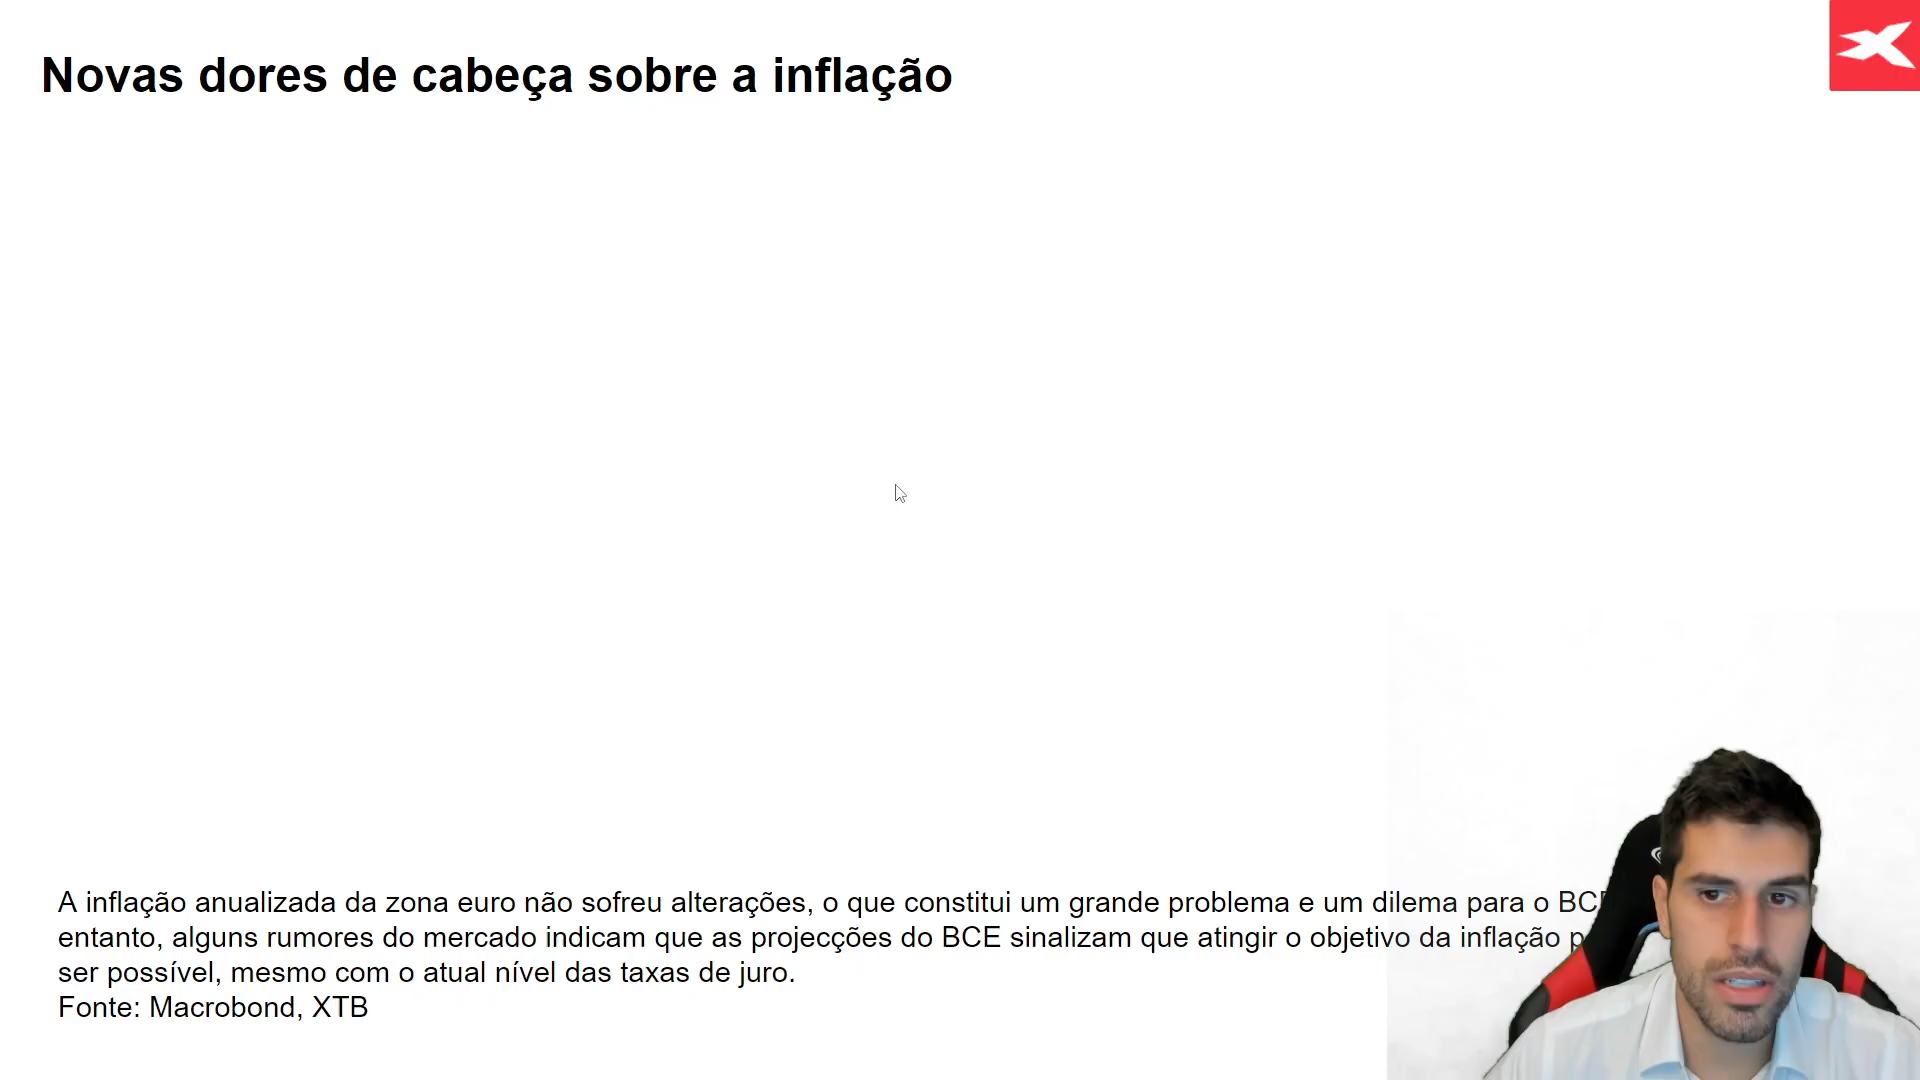 Novas dores de cabeça sobre a inflação
A inflação anualizada da zona euro não sofreu alterações, o que constitui um grande problema e um dilema para o
entanto, alguns rumores do mercado indicam que as projecções do BCE sinalizam que atingir o objetivo da inflação
ser possível, mesmo com o atual nível das taxas de juro.
Fonte: Macrobond, XTB